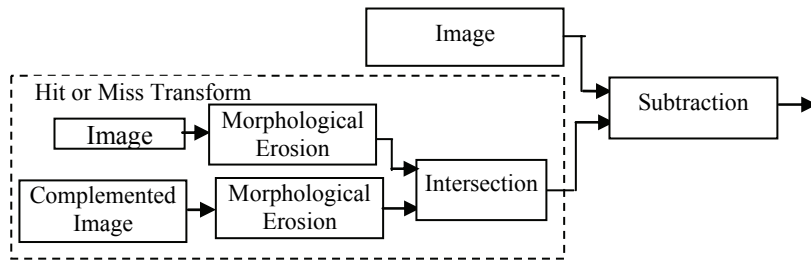 Image
Hit or Miss Transform
Subtraction
Image
Morphological
Erosion
Intersection
Complemented
Image
Morphological
Erosion